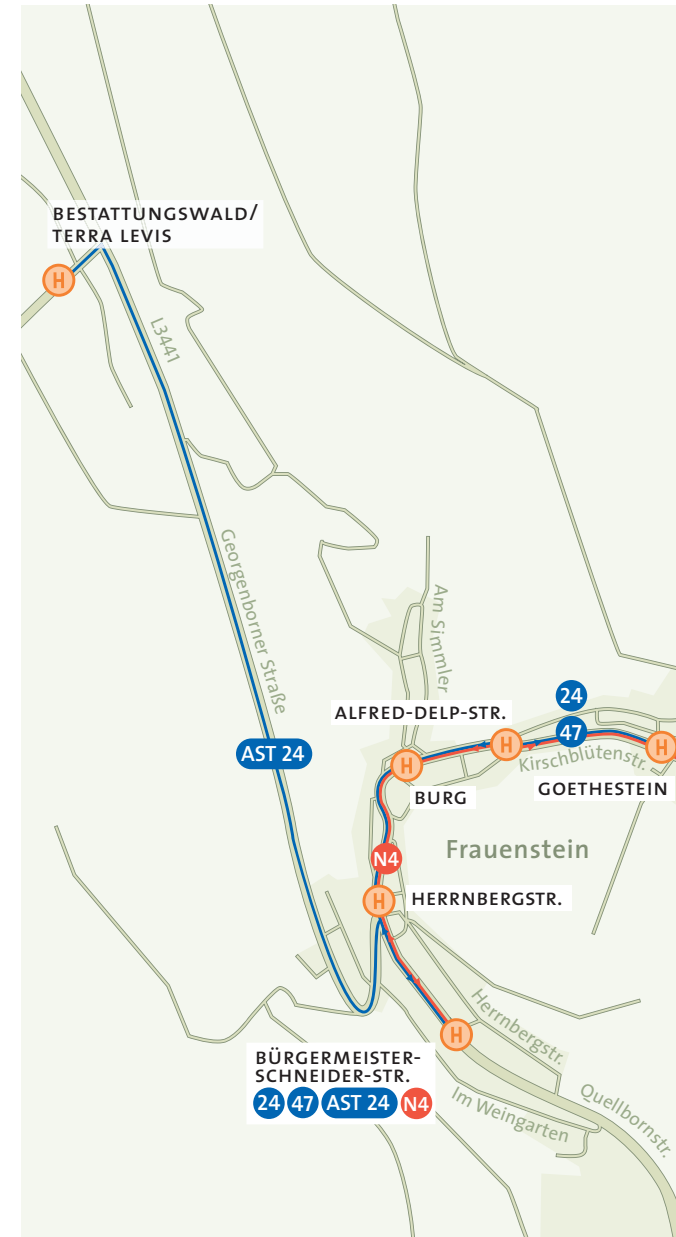 BESTATTUNGSWALD/
TERRA LEVIS
H
L3441
Georgenborner Straße
Am Simmler
24
ALFRED-DELP-STR.
47
H
H
H
AST 24
Kirschblütenstr.
BURG
GOETHESTEIN
N4
Frauenstein
H
HERRNBERGSTR.
Herrnbergstr.
H
BÜRGERMEISTER-
SCHNEIDER-STR.
24 47 AST 24 N4
Im Weingarten
Quellbornstr.